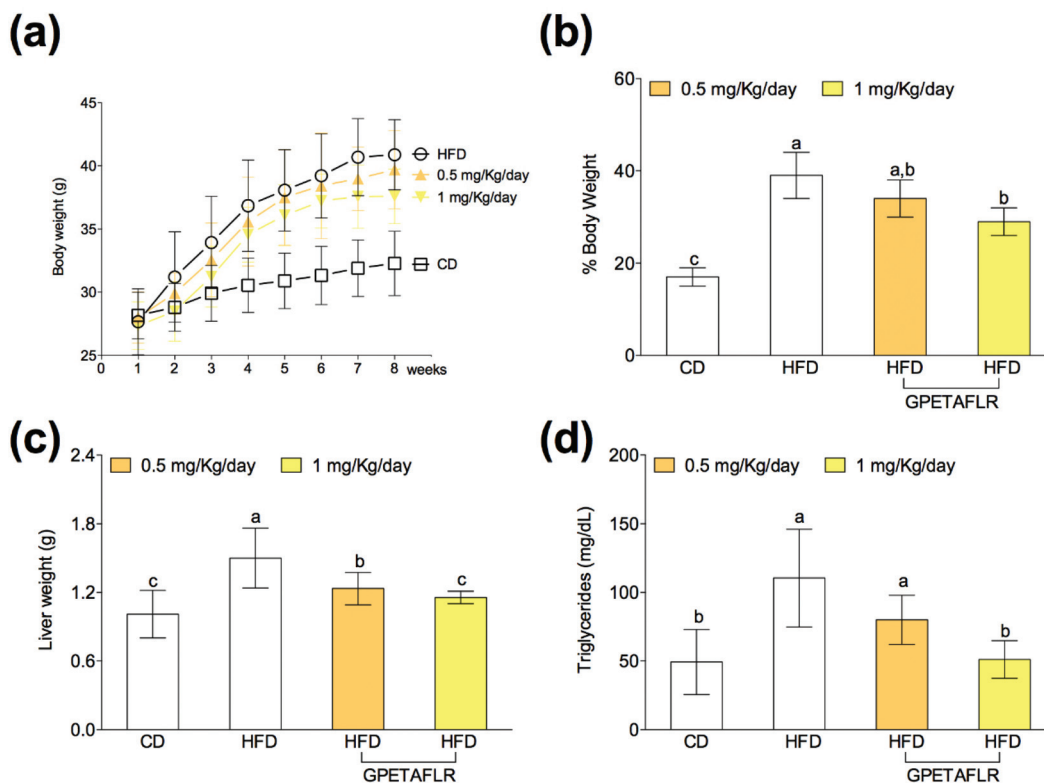 (a)
45
40
35
30
25
Body weight (g)
0 1 2 3 4 5 6 7 8 weeks
HFD
0.5 mg/Kg/day
1 mg/Kg/day
CD
(b)
0.5 mg/Kg/day 1 mg/Kg/day
60
40
20
0
% Body Weight
c a a,b b
CD HFD HFD HFD
GPETAFLR
(c)
0.5 mg/Kg/day 1 mg/Kg/day
2.4
1.8
1.2
0.6
0.0
Liver weight (g)
c a b c
CD HFD HFD HFD
GPETAFLR
(d)
0.5 mg/Kg/day 1 mg/Kg/day
200
150
100
50
0
Triglycerides (mg/dL)
b a a b
CD HFD HFD HFD
GPETAFLR